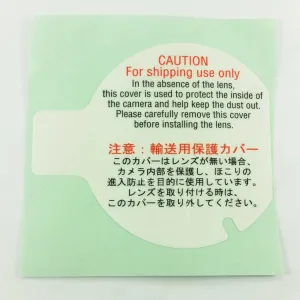 CAUTION
For shipping use only
In the absence of the lens,
this cover is used to protect the inside of
the camera and help keep the dust out.
Please carefully remove this cover
before installing the lens.
注意：輸送用保護カバー
このカバーはレンズが無い場合、
カメラ内部を保護し、ほこりの
進入防止を目的に使用しています。
レンズを取り付ける時は、
このカバーを取り外してください。